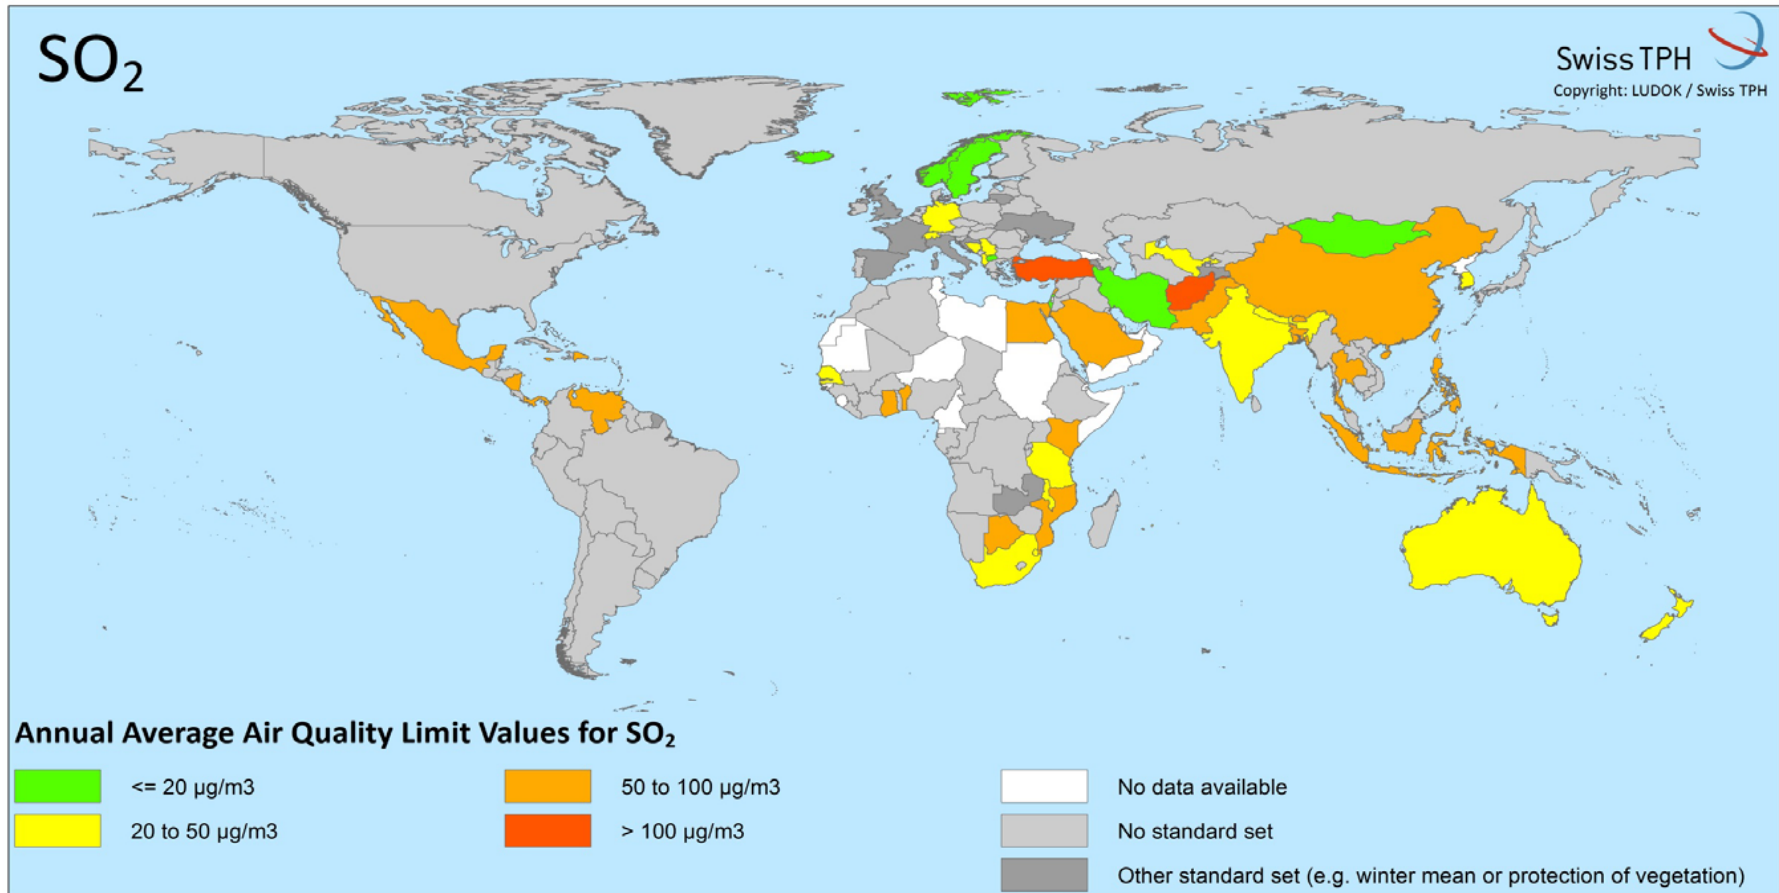 SO₂
Swiss TPH
Copyright: LUDOK / Swiss TPH
Annual Average Air Quality Limit Values for SO₂
<= 20 µg/m3
50 to 100 µg/m3
No data available
20 to 50 µg/m3
> 100 µg/m3
No standard set
Other standard set (e.g. winter mean or protection of vegetation)